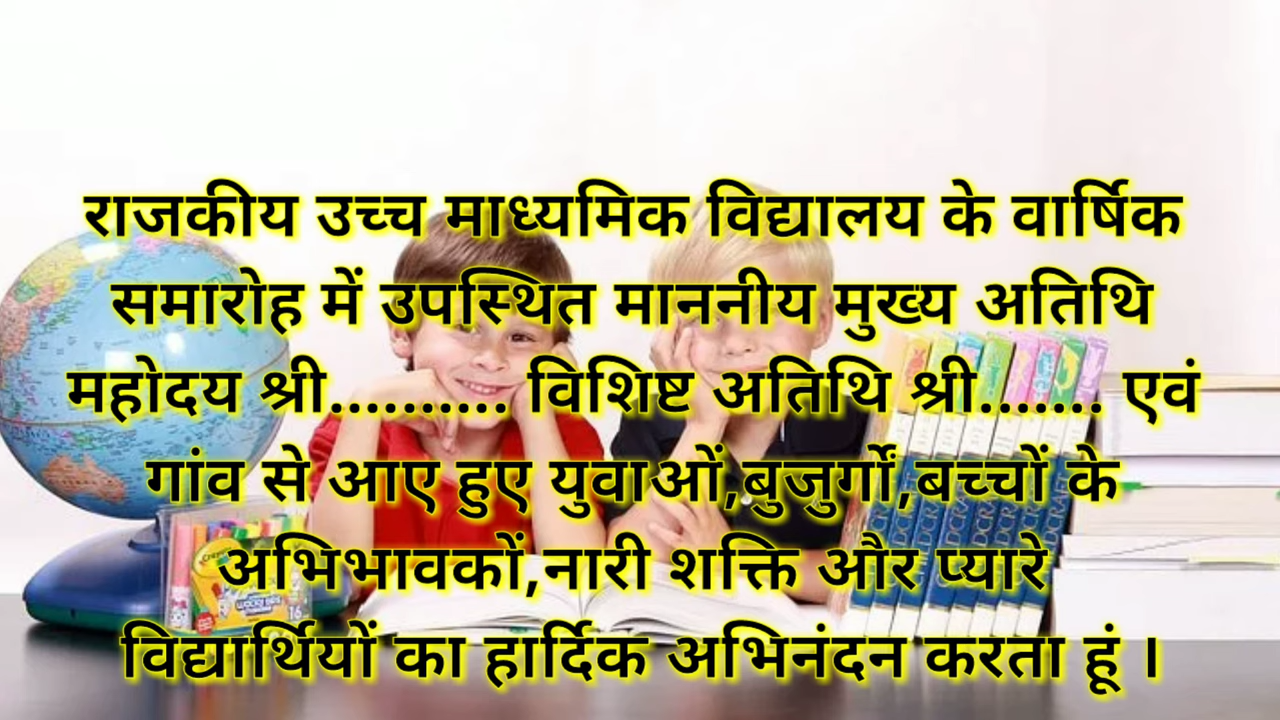 राजकीय उच्च माध्यमिक विद्यालय के वार्षिक
समारोह में उपस्थित माननीय मुख्य अतिथि
महोदय श्री.......... विशिष्ट अतिथि श्री....... एवं
गांव से आए हुए युवाओं,बुजुर्गों,बच्चों के
अभिभावकों,नारी शक्ति और प्यारे
विद्यार्थियों का हार्दिक अभिनंदन करता हूं ।